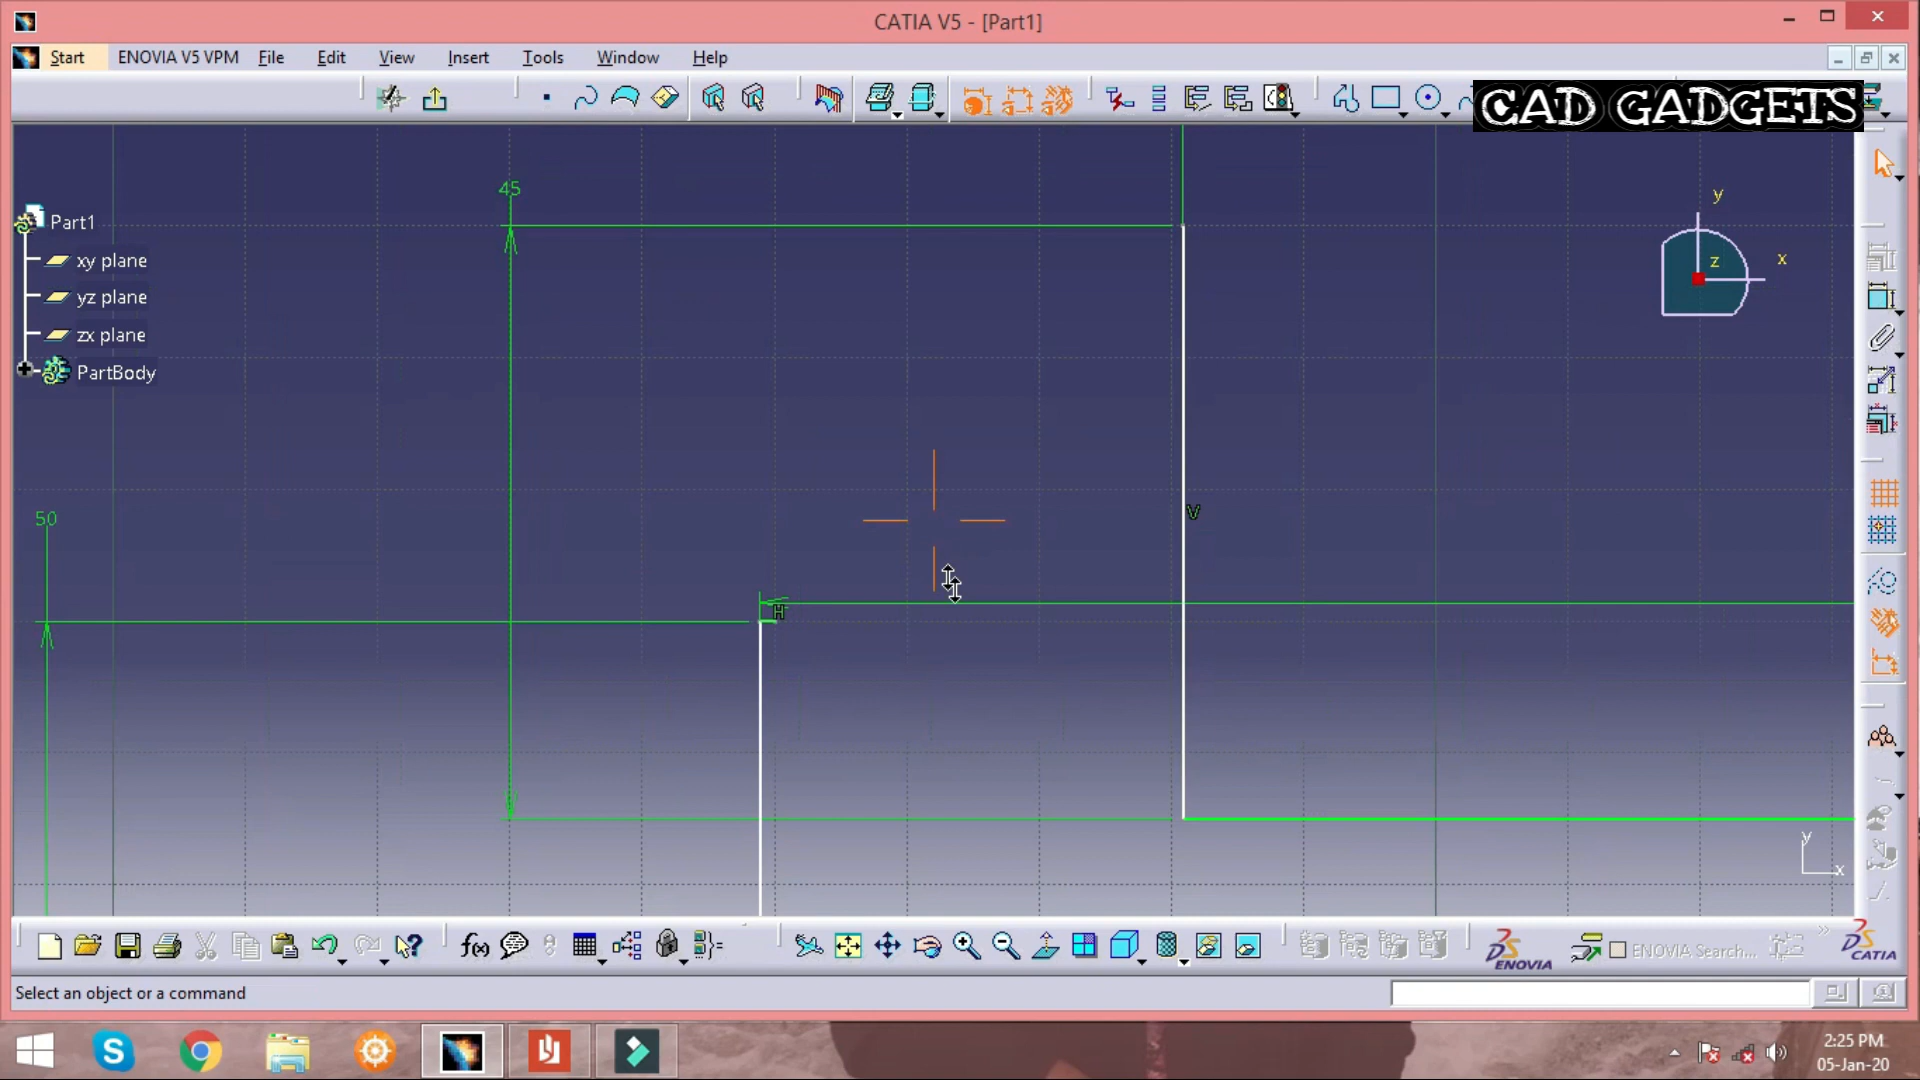 CATIA V5 - [Part1]
Start ENOVIA V5 VPM File Edit View Insert Tools Window Help
CAD GADGETS
45
y
Part1
xy plane
z x
yz plane
zx plane
PartBody
V
50
H
y
x
f(x)
ENOVIA
ENOVIA Search...
CATIA
Select an object or a command
2:25 PM
05-Jan-20